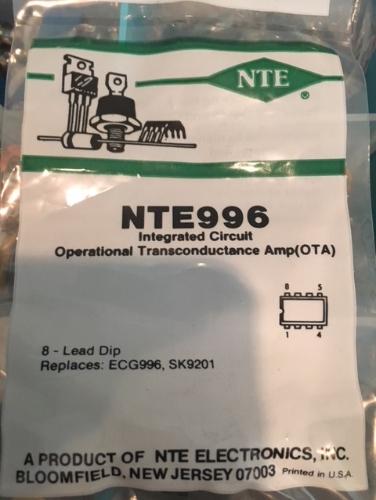 NTE
®
NTE996
Integrated Circuit
Operational Transconductance Amp(OTA)
8 5
1 4
8 - Lead Dip
Replaces: ECG996, SK9201
A PRODUCT OF NTE ELECTRONICS, INC.
BLOOMFIELD, NEW JERSEY 07003 Printed in U.S.A.